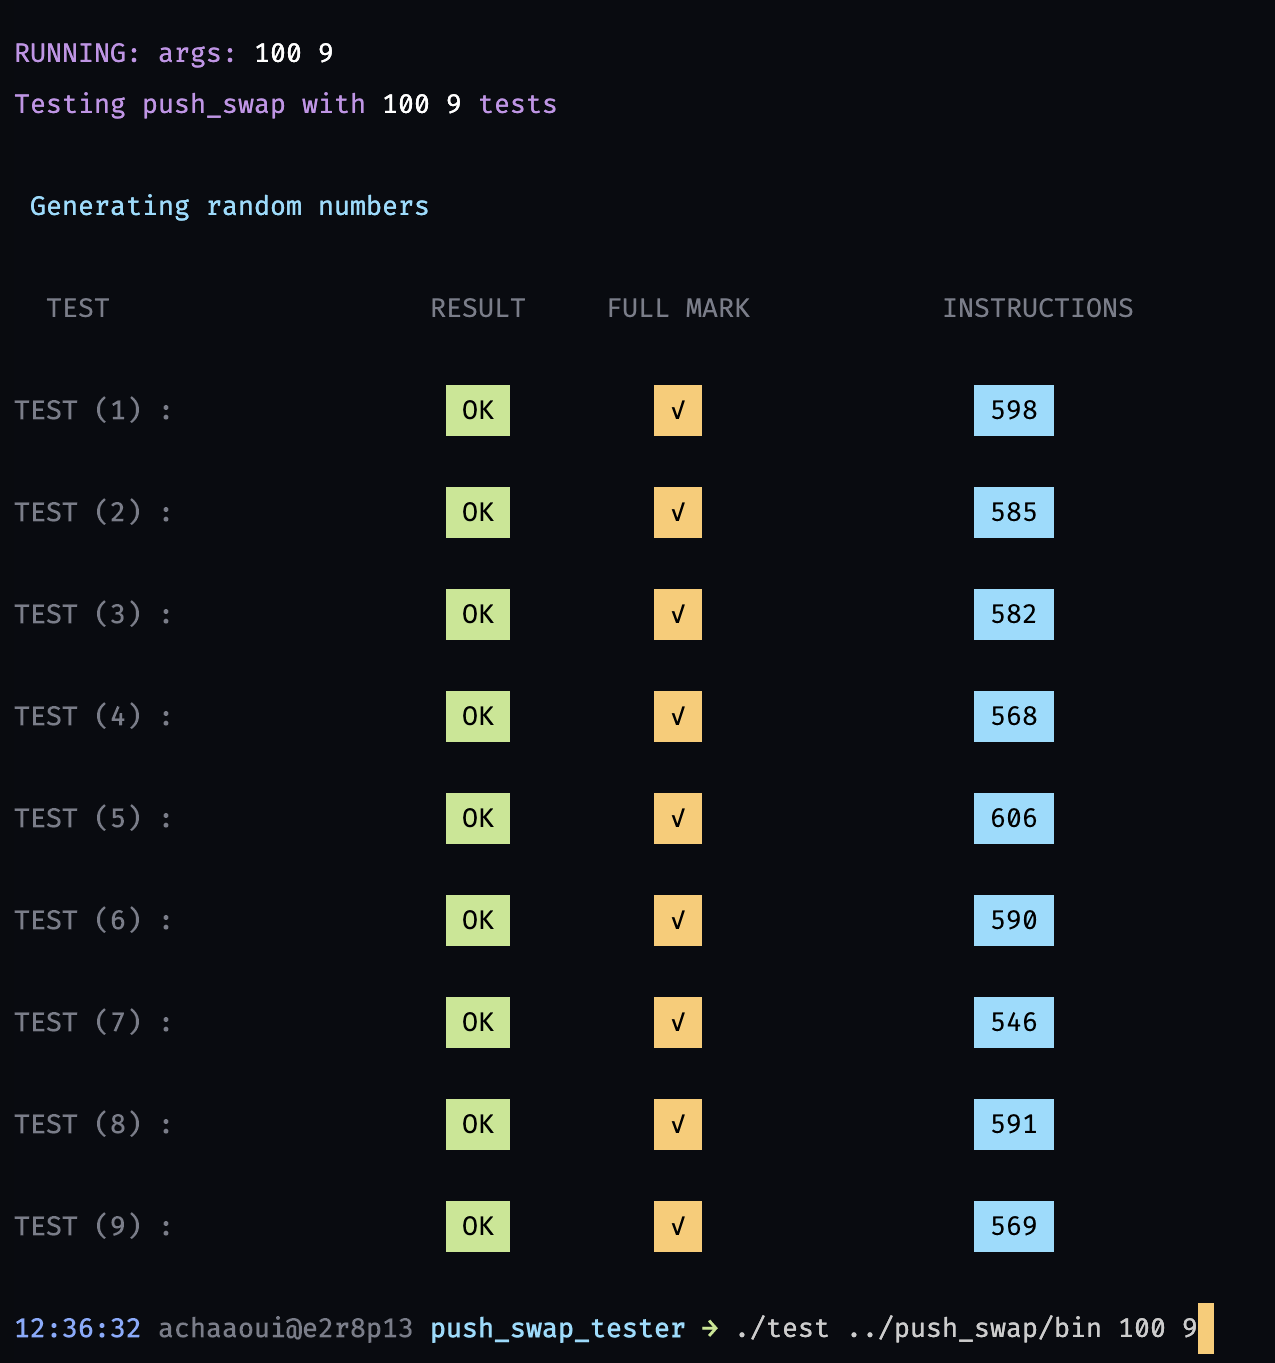 RUNNING: args: 100 9
Testing push_swap with 100 9 tests
Generating random numbers
TEST RESULT FULL MARK INSTRUCTIONS
TEST (1) : OK √ 598
TEST (2) : OK √ 585
TEST (3) : OK √ 582
TEST (4) : OK √ 568
TEST (5) : OK √ 606
TEST (6) : OK √ 590
TEST (7) : OK √ 546
TEST (8) : OK √ 591
TEST (9) : OK √ 569
12:36:32 achaaoui@e2r8p13 push_swap_tester → ./test ../push_swap/bin 100 9